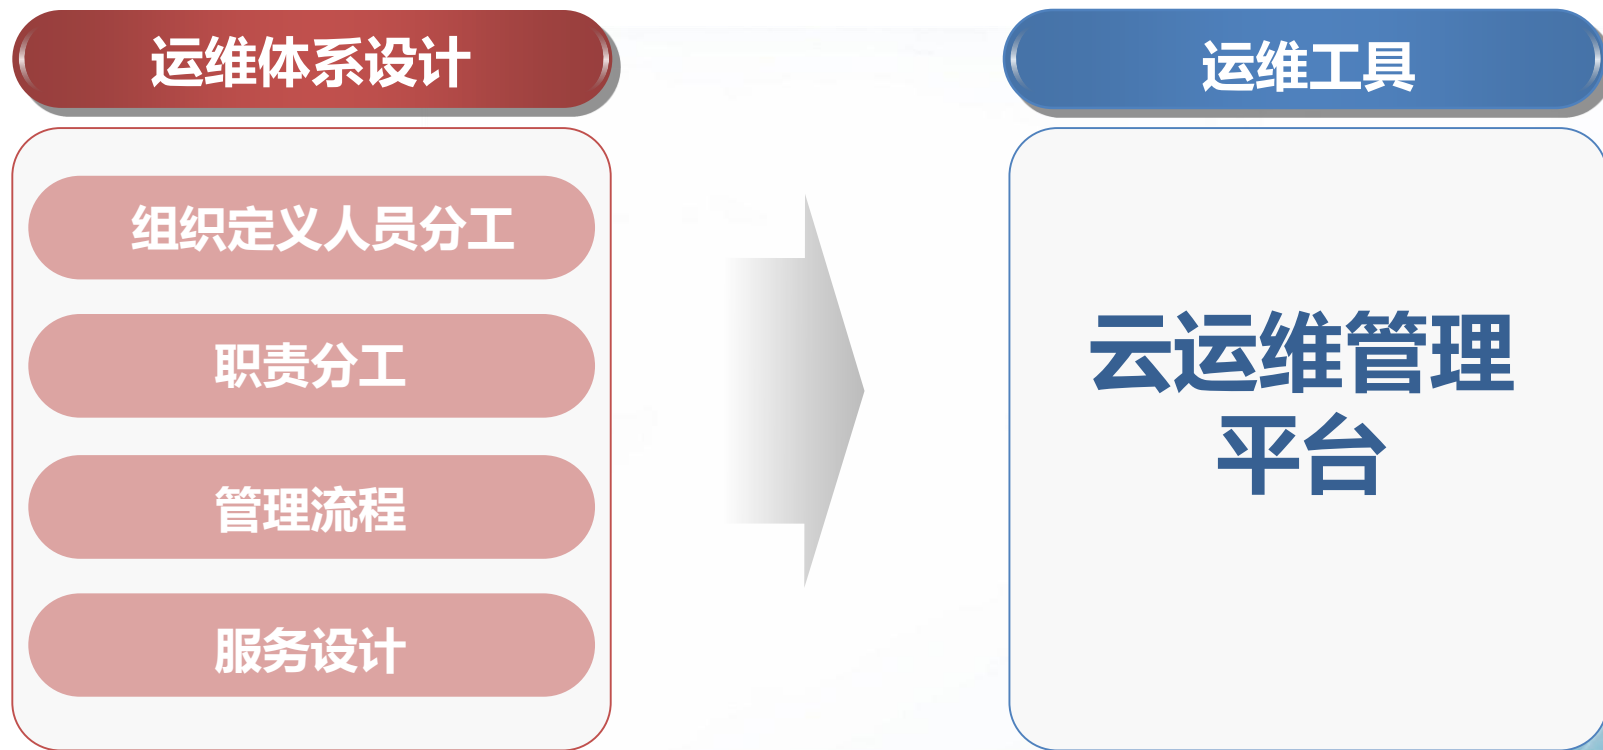 运维体系设计
组织定义人员分工
职责分工
管理流程
服务设计
运维工具
云运维管理
平台